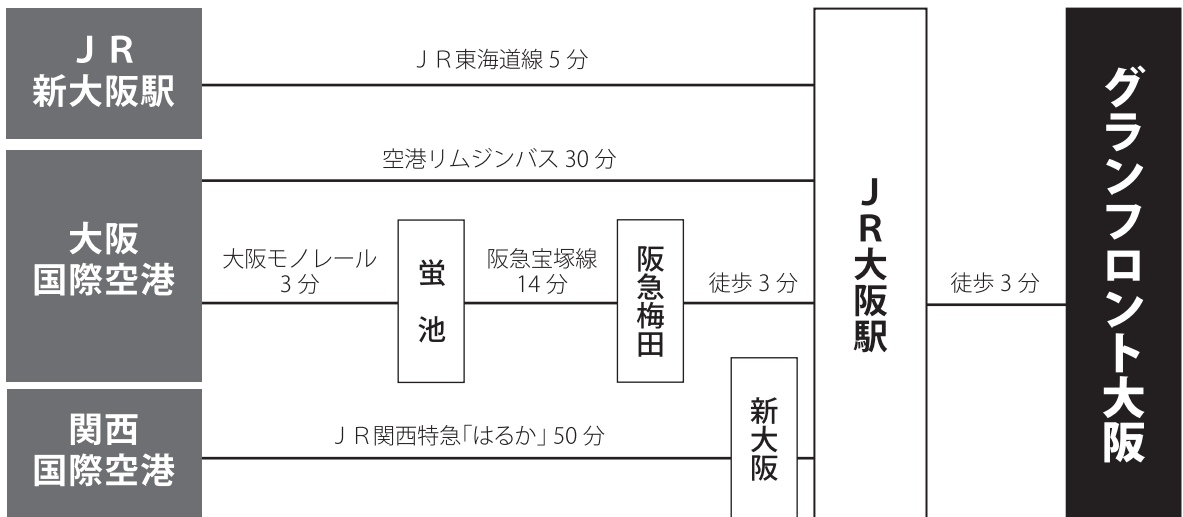 ＪＲ
新大阪駅
ＪＲ東海道線 5 分
大阪
国際空港
空港リムジンバス 30 分
大阪モノレール
3 分
蛍池
阪急宝塚線
14 分
阪急梅田
徒歩 3 分
関西
国際空港
ＪＲ関西特急「はるか」50 分
新大阪
ＪＲ大阪駅
徒歩 3 分
グランフロント大阪